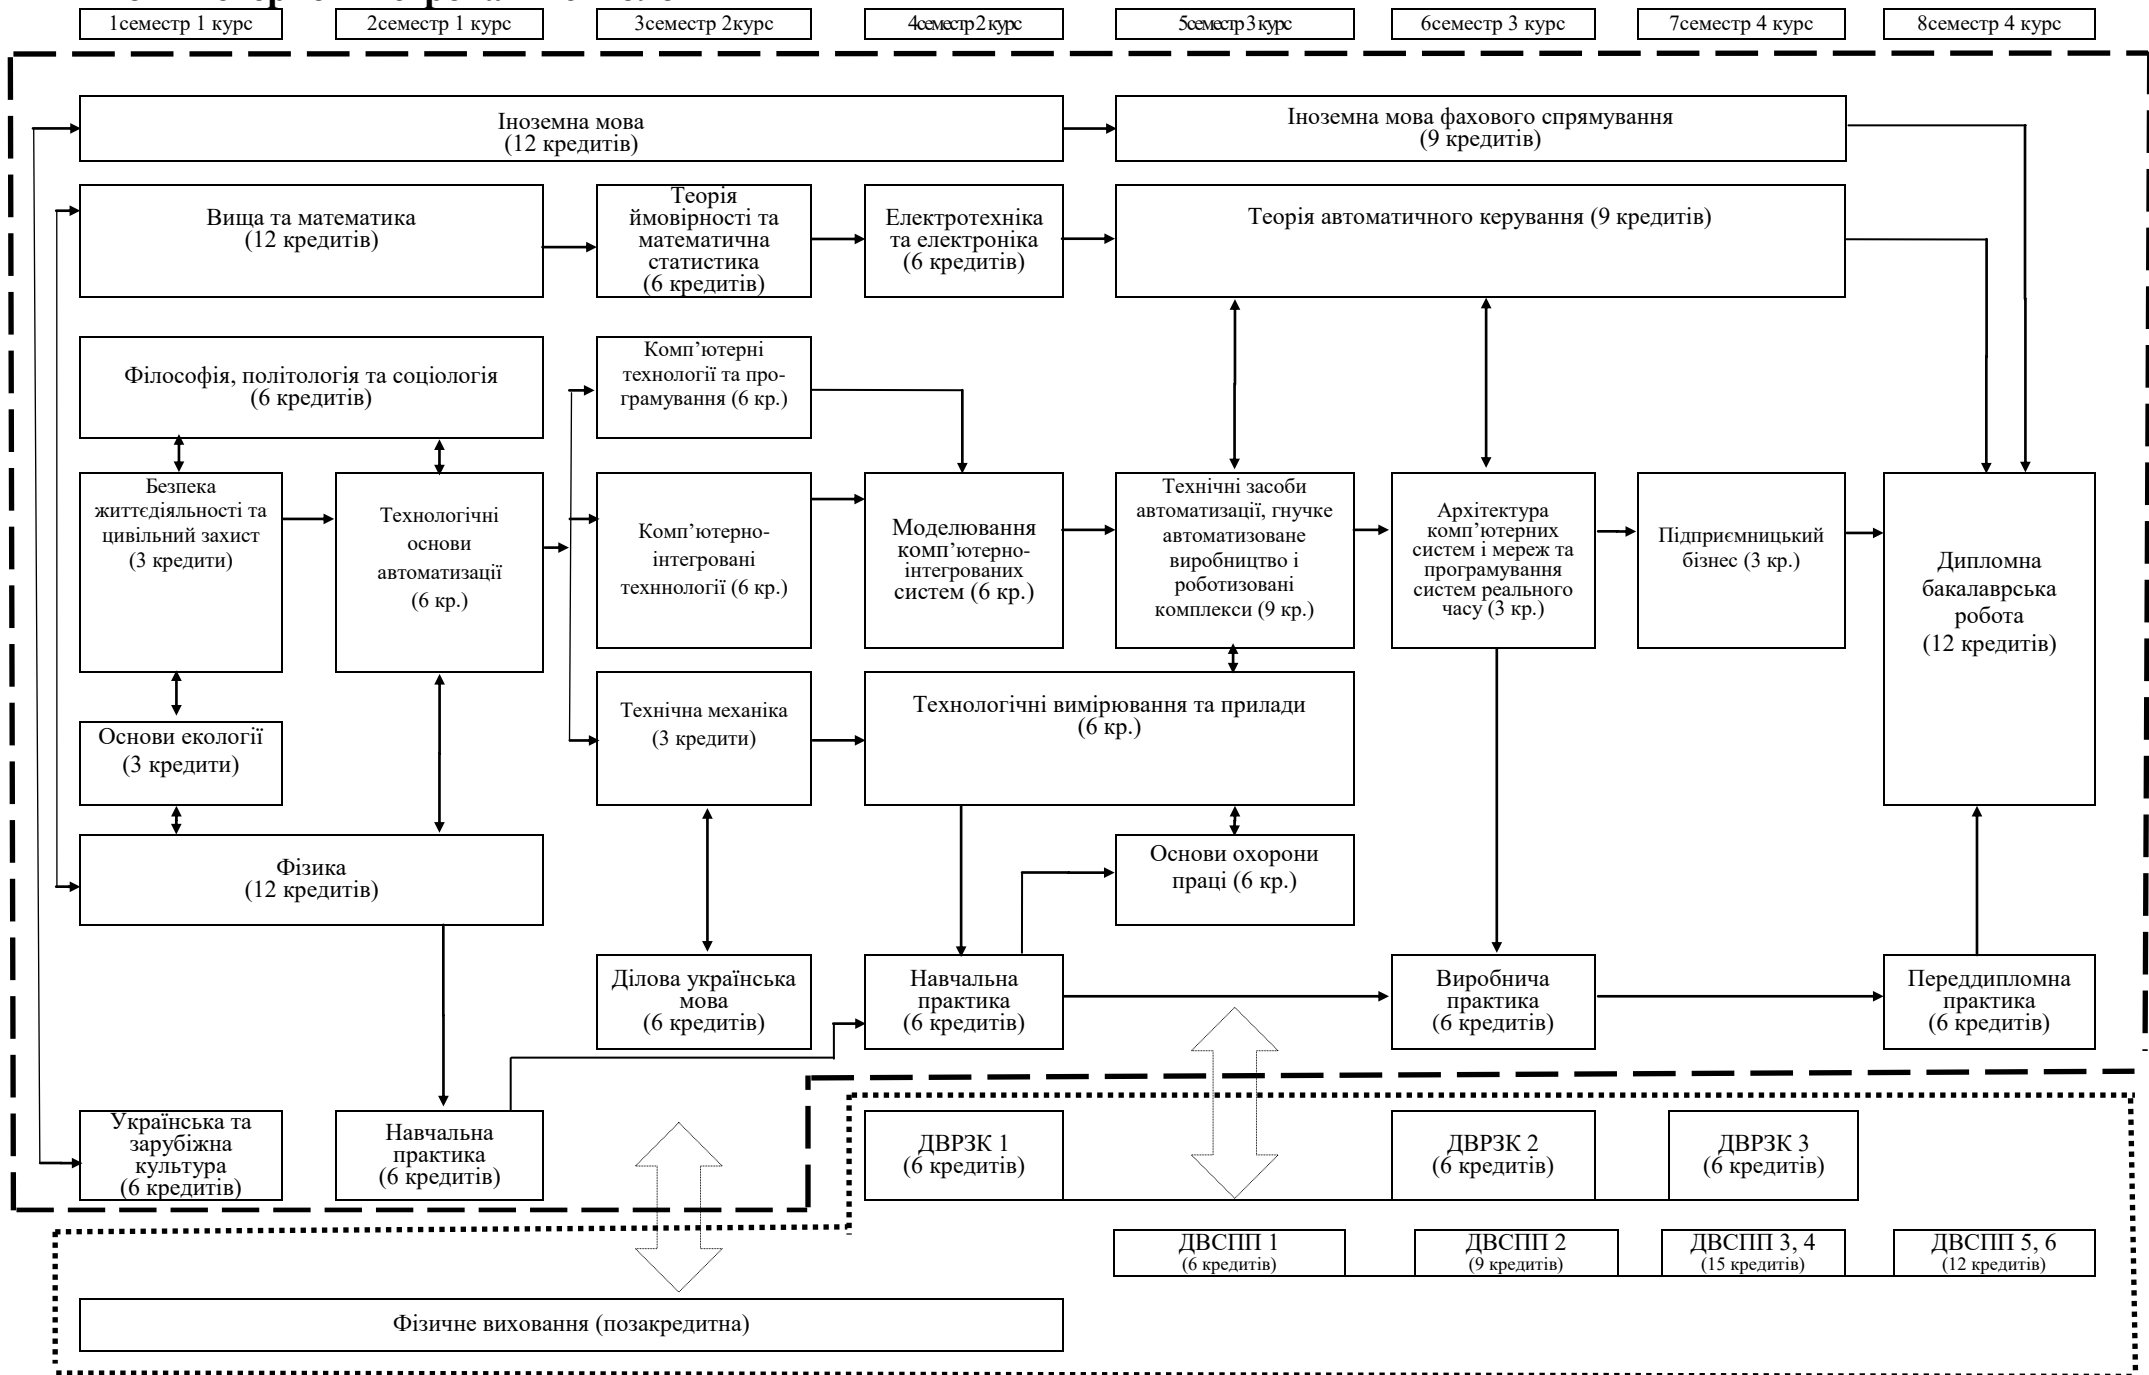 1семестр 1 курс
2семестр 1 курс
3семестр 2курс
4семестр 2 курс
5семестр 3 курс
6семестр 3 курс
7семестр 4 курс
8семестр 4 курс
Іноземна мова
(12 кредитів)
Іноземна мова фахового спрямування
(9 кредитів)
Вища та математика
(12 кредитів)
Теорія
ймовірності та
математична
статистика
(6 кредитів)
Електротехніка
та електроніка
(6 кредитів)
Теорія автоматичного керування (9 кредитів)
Філософія, політологія та соціологія
(6 кредитів)
Комп’ютерні
технології та про-
грамування (6 кр.)
Безпека
життєдіяльності та
цивільний захист
(3 кредити)
Технологічні
основи
автоматизації
(6 кр.)
Комп’ютерно-
інтегровані
техннології (6 кр.)
Моделювання
комп’ютерно-
інтегрованих
систем (6 кр.)
Технічні засоби
автоматизації, гнучке
автоматизоване
виробництво і
роботизовані
комплекси (9 кр.)
Архітектура
комп’ютерних
систем і мереж та
програмування
систем реального
часу (3 кр.)
Підприємницький
бізнес (3 кр.)
Дипломна
бакалаврська
робота
(12 кредитів)
Основи екології
(3 кредити)
Технічна механіка
(3 кредити)
Технологічні вимірювання та прилади
(6 кр.)
Фізика
(12 кредитів)
Основи охорони
праці (6 кр.)
Ділова українська
мова
(6 кредитів)
Навчальна
практика
(6 кредитів)
Виробнича
практика
(6 кредитів)
Переддипломна
практика
(6 кредитів)
Українська та
зарубіжна
культура
(6 кредитів)
Навчальна
практика
(6 кредитів)
ДВРЗК 1
(6 кредитів)
ДВРЗК 2
(6 кредитів)
ДВРЗК 3
(6 кредитів)
ДВСПП 1
(6 кредитів)
ДВСПП 2
(9 кредитів)
ДВСПП 3, 4
(15 кредитів)
ДВСПП 5, 6
(12 кредитів)
Фізичне виховання (позакредитна)